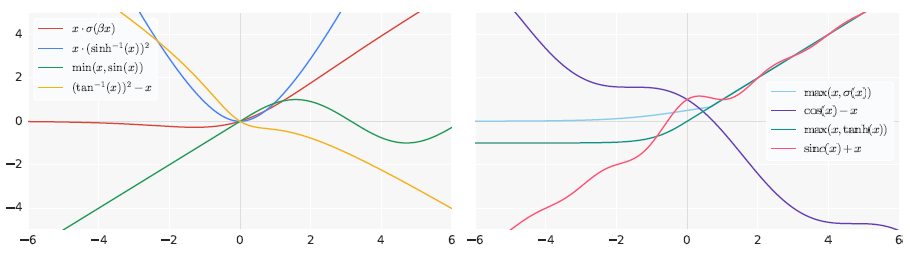 x · σ(βx)
x · (sinh⁻¹(x))²
min(x, sin(x))
(tan⁻¹(x))² − x
4
2
0
−2
−4
−6 −4 −2 0 2 4 6
max(x, σ(x))
cos(x) − x
max(x, tanh(x))
sinc(x) + x
−6 −4 −2 0 2 4 6